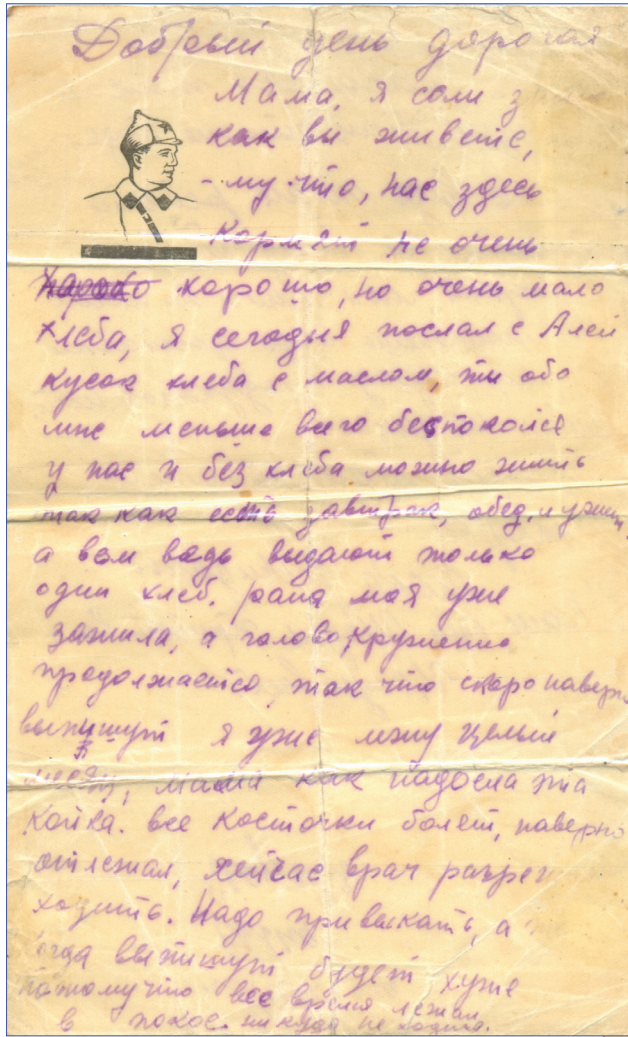 Добрый день дорогая
Мама, я сам
как вы живете,
-му-что, нас здесь
кормят не очень
хорошо, но очень мало
хлеба, я сегодня послал с Алей
кусок хлеба с маслом, ты обо
мне меньше всего беспокойся
у нас и без хлеба можно жить
так как есть завтрак, обед, и ужин,
а вам ведь выдают только
один хлеб. рана моя уже
зажила, а голово кружение
продолжается, так что скоро наверно
выпишут я уже лежу целый
месяц, мама как надоела эта
койка. все косточки болят, наверно
отлежал, сейчас врач разреш
ходить. Надо привыкать, а
когда выпишут будет хуже
потомучто все время лежал
в покое. никуда не ходил.